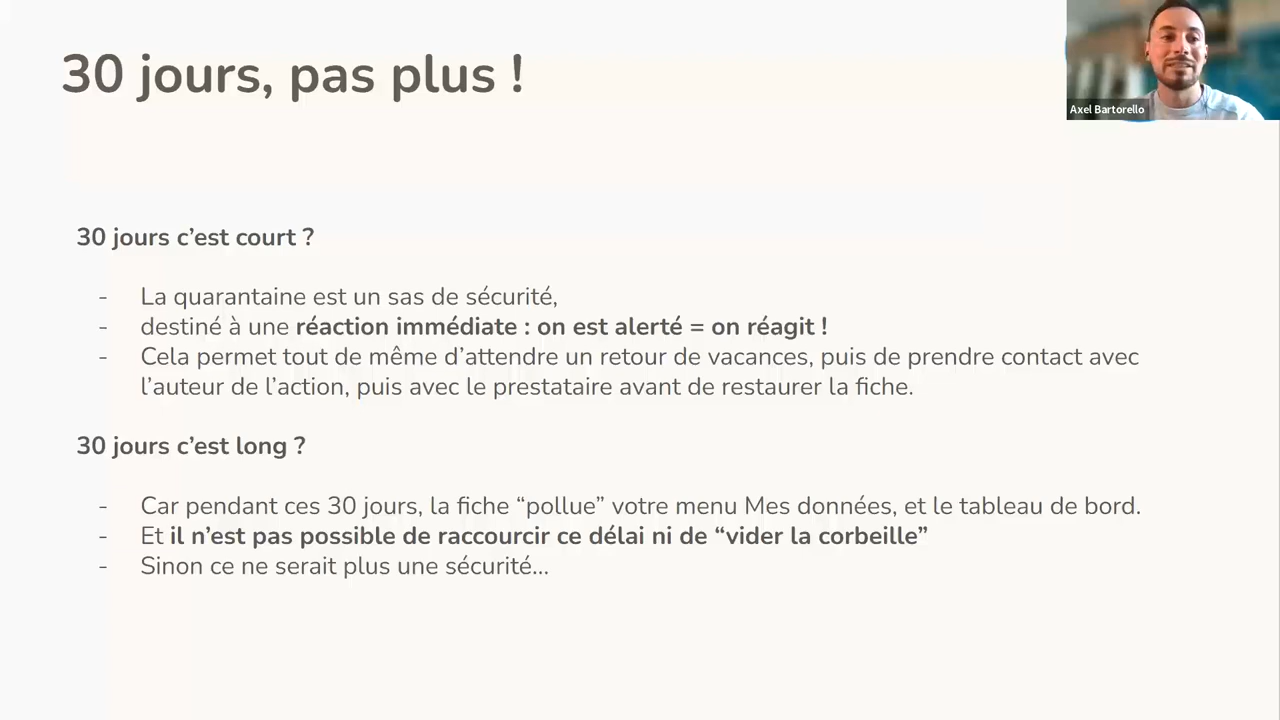 30 jours, pas plus !
Axel Bartorello
30 jours c’est court ?
- La quarantaine est un sas de sécurité,
- destiné à une réaction immédiate : on est alerté = on réagit !
- Cela permet tout de même d’attendre un retour de vacances, puis de prendre contact avec
l’auteur de l’action, puis avec le prestataire avant de restaurer la fiche.
30 jours c’est long ?
- Car pendant ces 30 jours, la fiche “pollue” votre menu Mes données, et le tableau de bord.
- Et il n’est pas possible de raccourcir ce délai ni de “vider la corbeille”
- Sinon ce ne serait plus une sécurité...